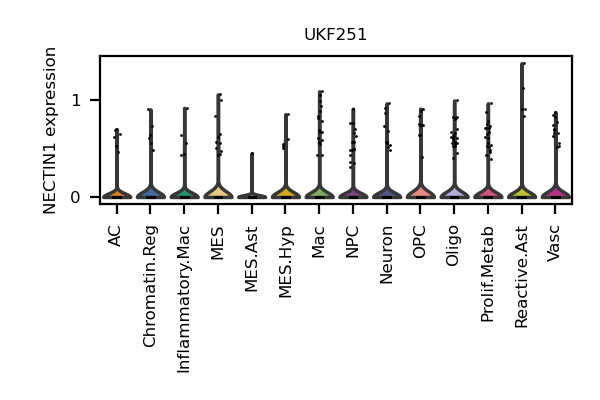 UKF251
NECTIN1 expression
1
0
AC
Chromatin.Reg
Inflammatory.Mac
MES
MES.Ast
MES.Hyp
Mac
NPC
Neuron
OPC
Oligo
Prolif.Metab
Reactive.Ast
Vasc